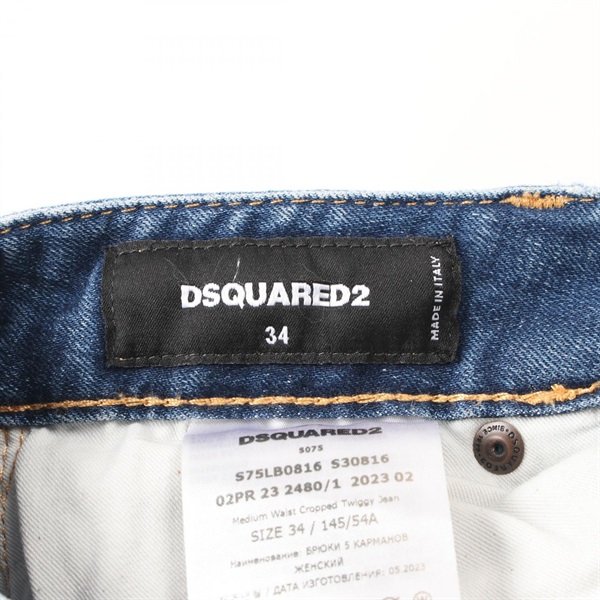 DSQUARED2
34
MADE IN ITALY
DSQUARED2
S075
S75LB0816 S30816
02PR 23 2480/1 2023 02
Medium Waist Cropped Twiggy Jean
SIZE 34 / 145/54A
Наименование: БРЮКИ 5 КАРМАНОВ
ЖЕНСКИЙ
/ ДАТА ИЗГОТОВЛЕНИЯ: 05.2023